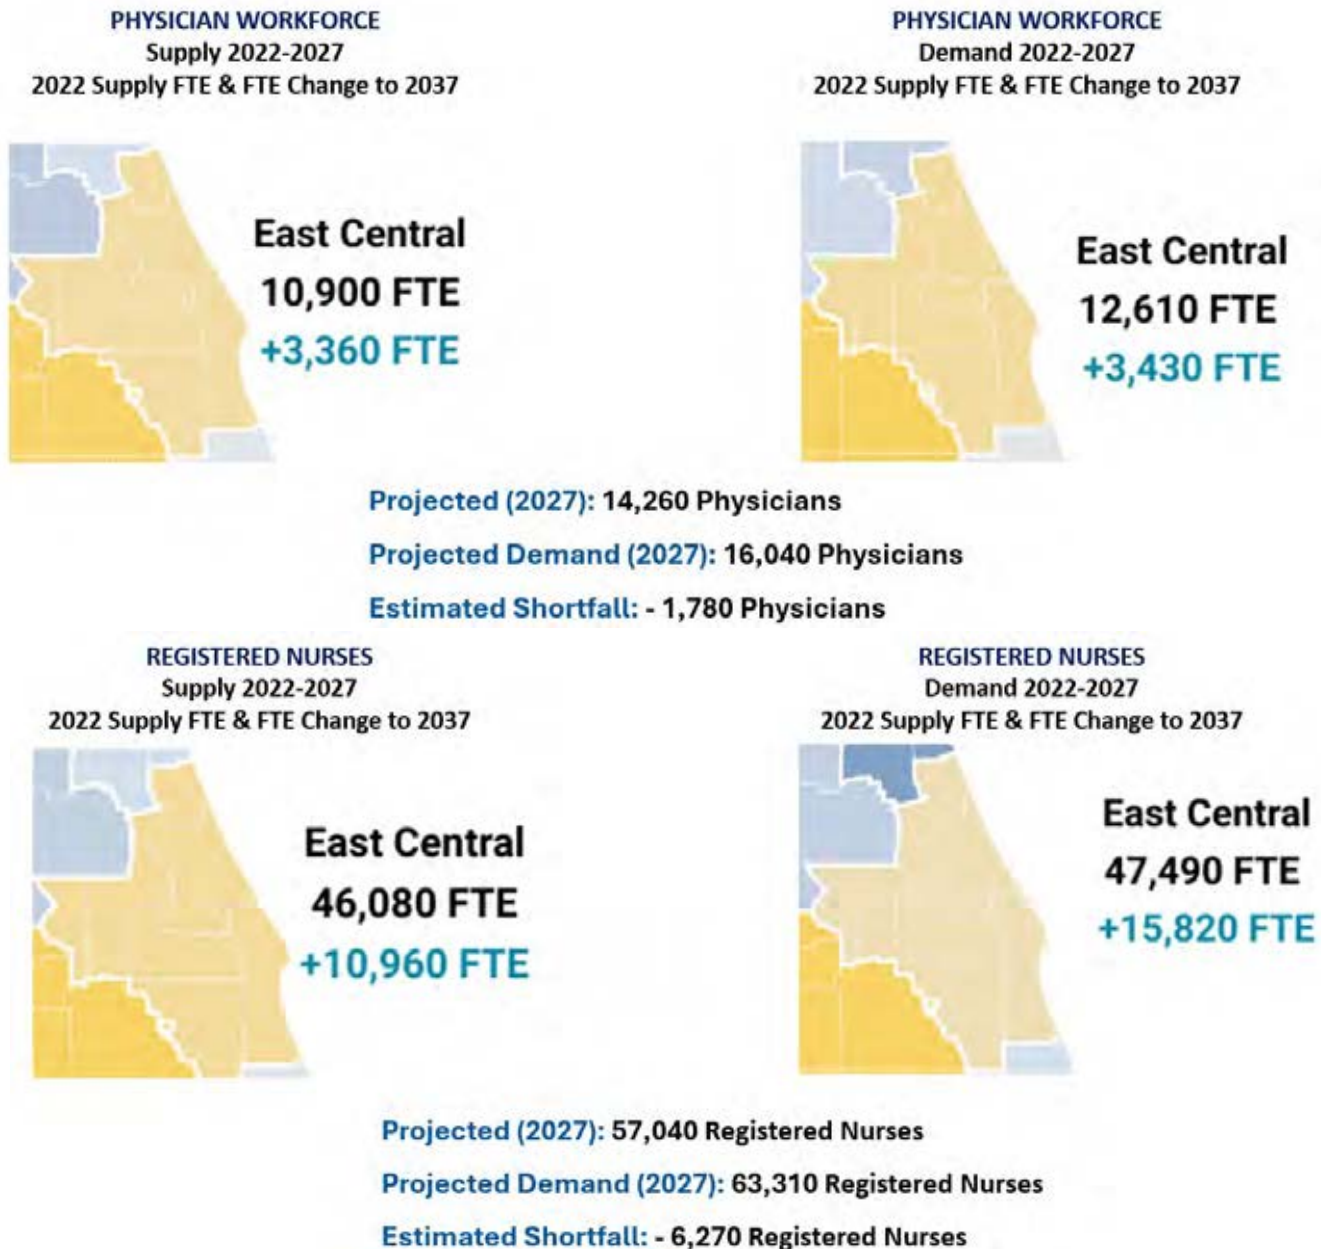 PHYSICIAN WORKFORCE
Supply 2022-2027
2022 Supply FTE & FTE Change to 2037
East Central
10,900 FTE
+3,360 FTE
PHYSICIAN WORKFORCE
Demand 2022-2027
2022 Supply FTE & FTE Change to 2037
East Central
12,610 FTE
+3,430 FTE
Projected (2027): 14,260 Physicians
Projected Demand (2027): 16,040 Physicians
Estimated Shortfall: - 1,780 Physicians
REGISTERED NURSES
Supply 2022-2027
2022 Supply FTE & FTE Change to 2037
East Central
46,080 FTE
+10,960 FTE
REGISTERED NURSES
Demand 2022-2027
2022 Supply FTE & FTE Change to 2037
East Central
47,490 FTE
+15,820 FTE
Projected (2027): 57,040 Registered Nurses
Projected Demand (2027): 63,310 Registered Nurses
Estimated Shortfall: - 6,270 Registered Nurses